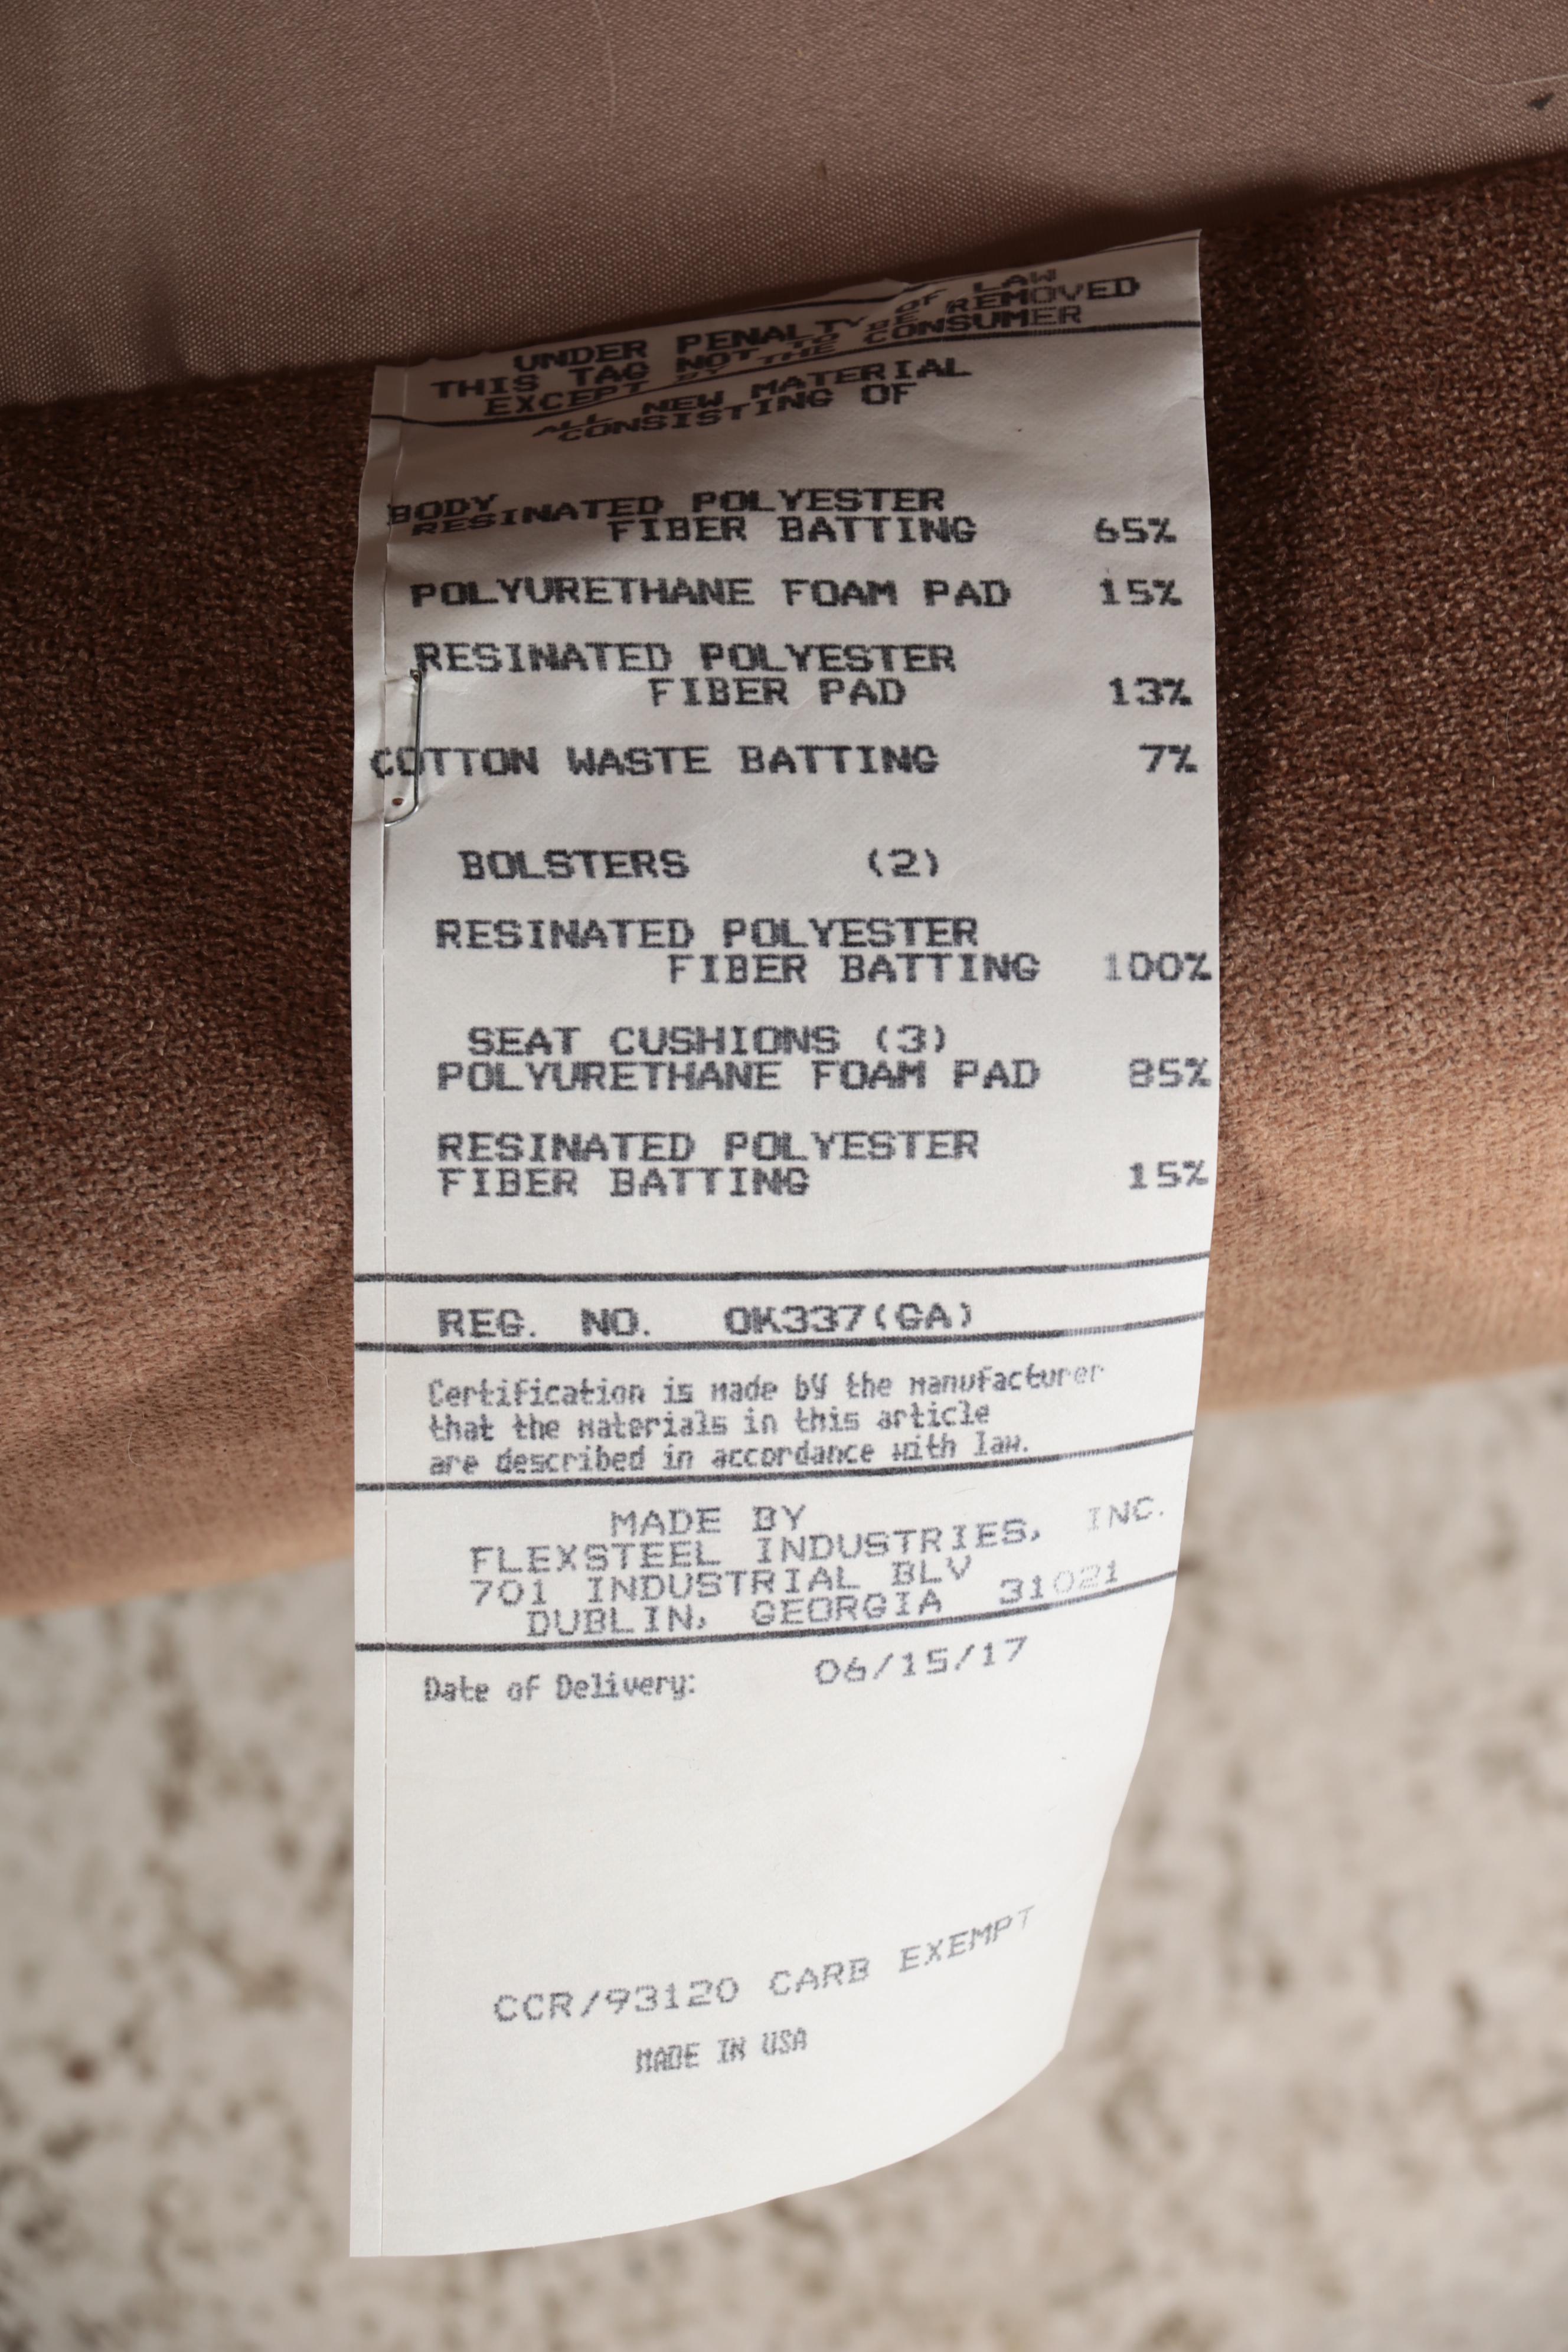 UNDER PENALTY OF LAW
THIS TAG NOT TO BE REMOVED
EXCEPT BY THE CONSUMER
ALL NEW MATERIAL
CONSISTING OF
BODY
RESINATED POLYESTER
FIBER BATTING 65%
POLYURETHANE FOAM PAD 15%
RESINATED POLYESTER
FIBER PAD 13%
COTTON WASTE BATTING 7%
BOLSTERS (2)
RESINATED POLYESTER
FIBER BATTING 100%
SEAT CUSHIONS (3)
POLYURETHANE FOAM PAD 85%
RESINATED POLYESTER
FIBER BATTING 15%
REG. NO. OK337(GA)
Certification is made by the manufacturer
that the materials in this article
are described in accordance with law.
MADE BY
FLEXSTEEL INDUSTRIES, INC.
701 INDUSTRIAL BLV
DUBLIN, GEORGIA 31021
Date of Delivery: 06/15/17
CCR/93120 CARB EXEMPT
MADE IN USA